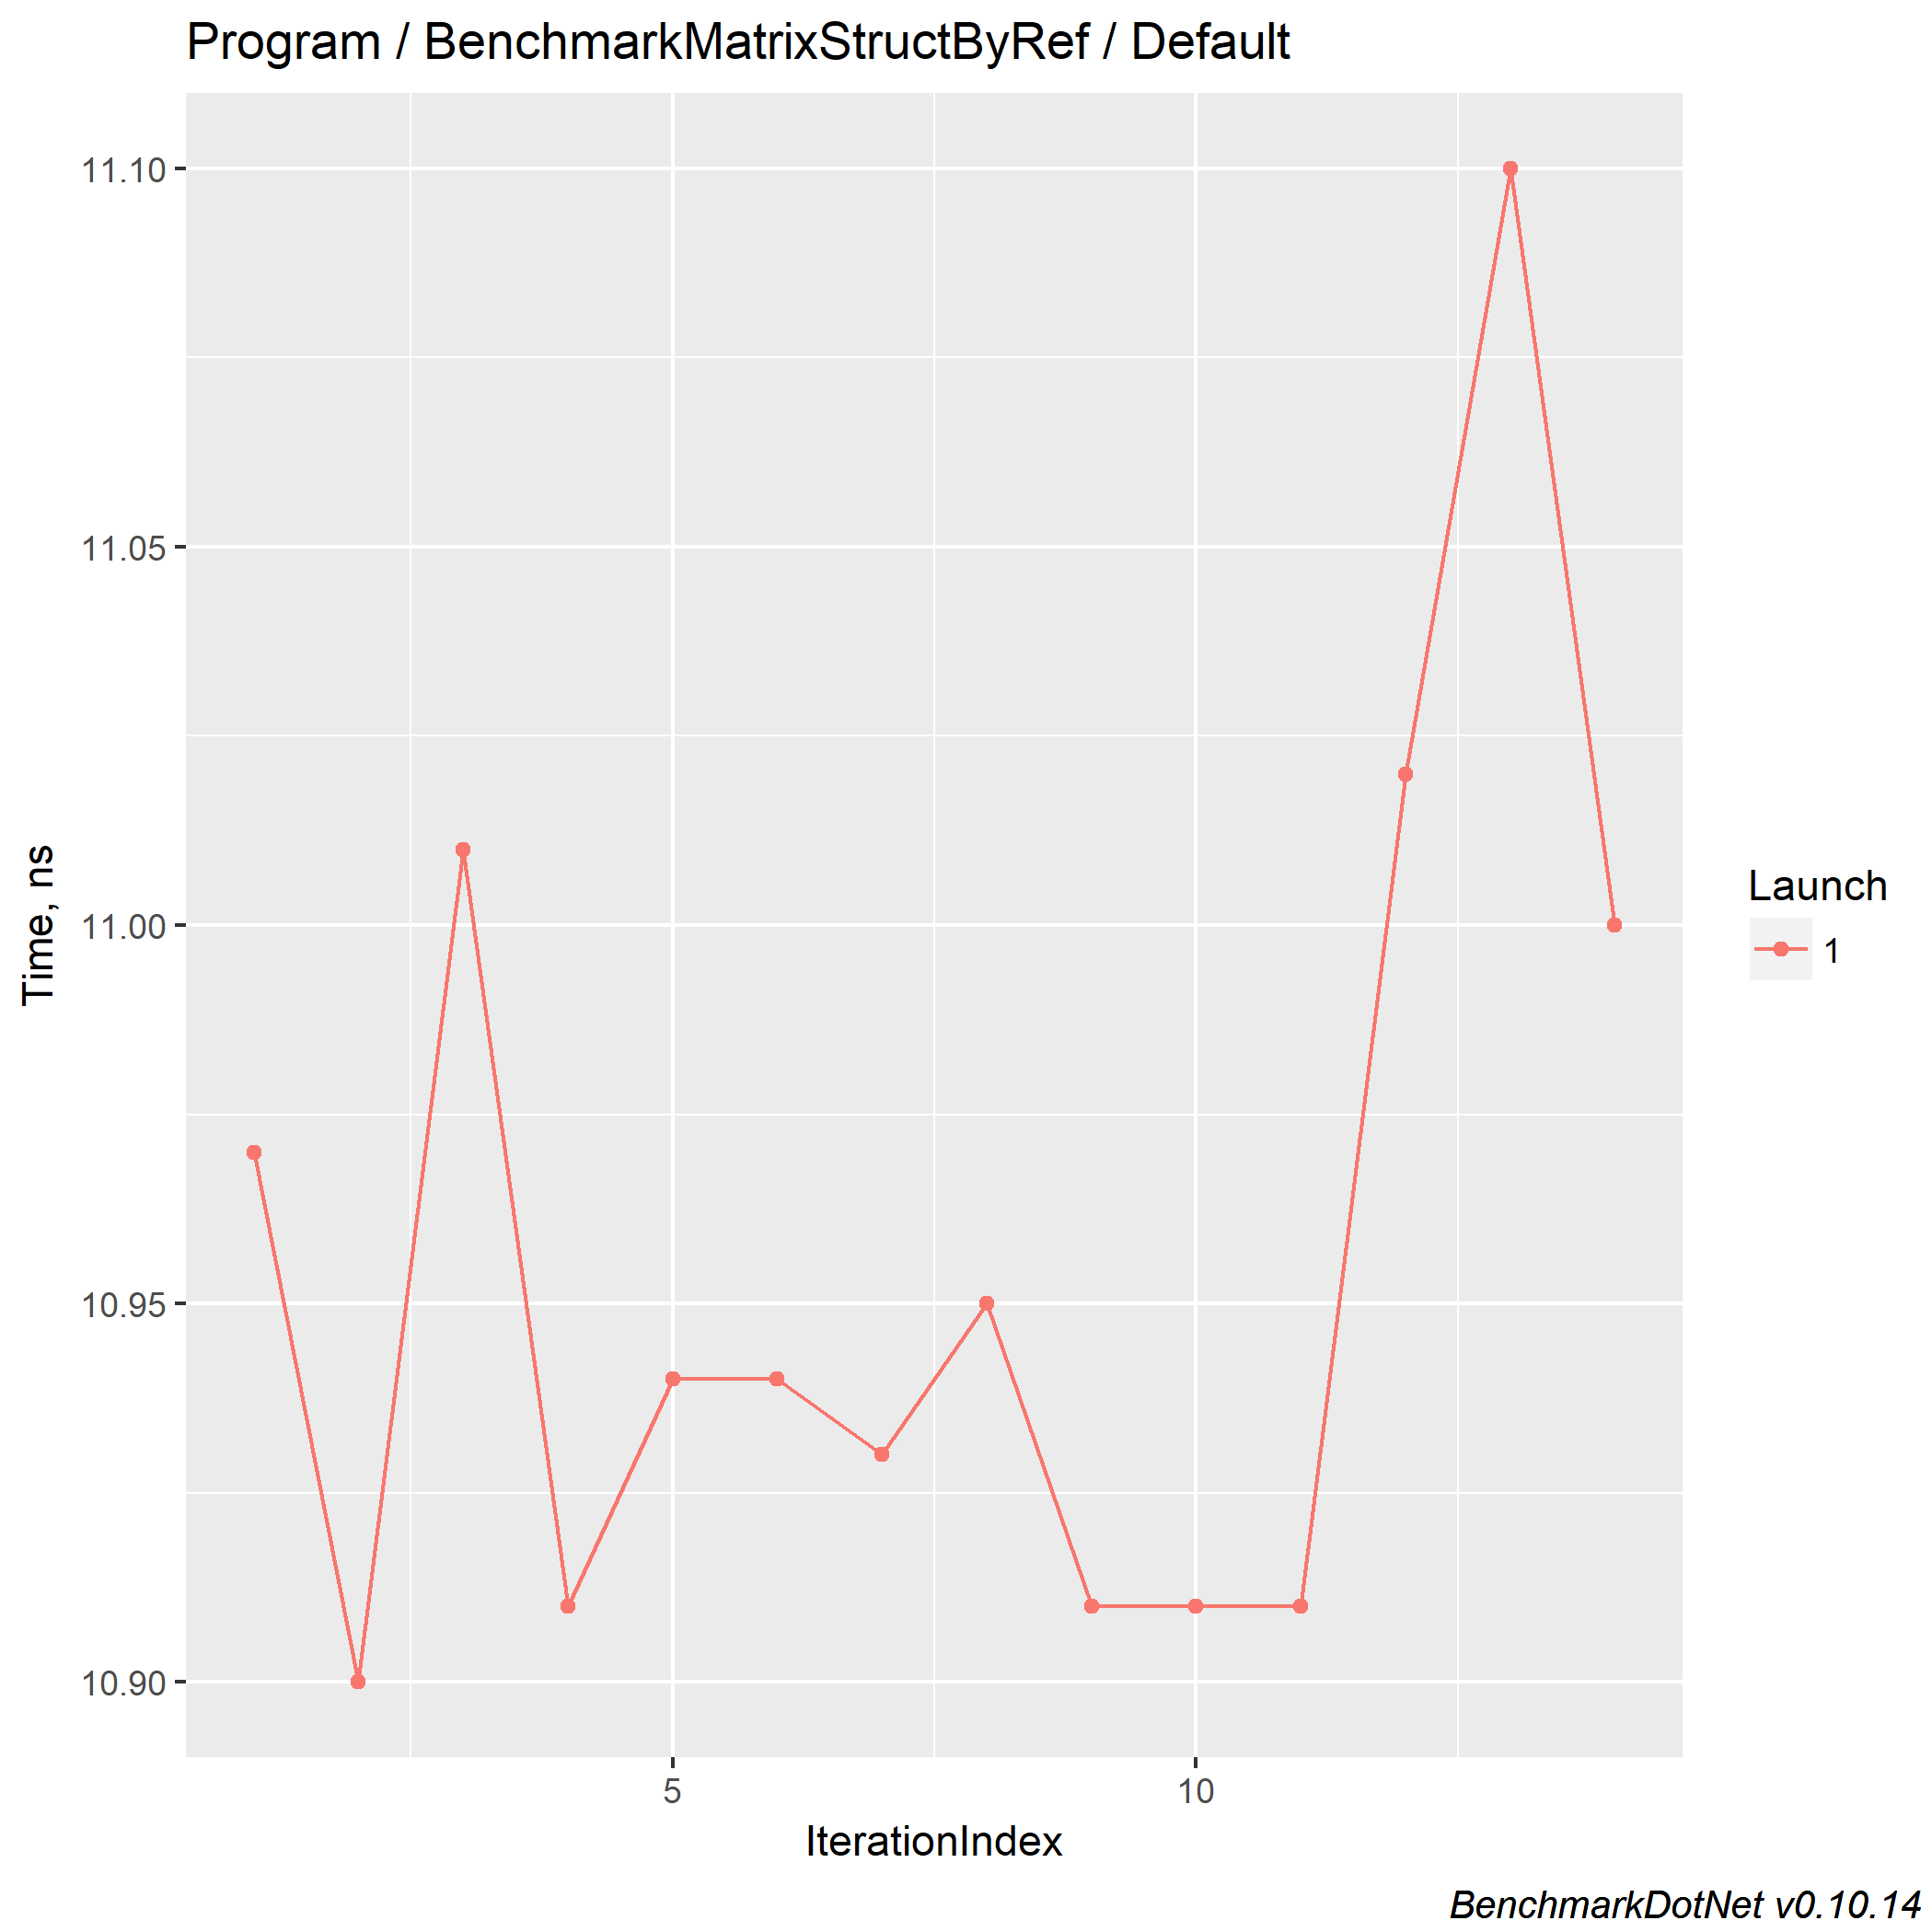 Program / BenchmarkMatrixStructByRef / Default
11.10
11.05
11.00
10.95
10.90
Time, ns
5
10
IterationIndex
Launch
1
BenchmarkDotNet v0.10.14